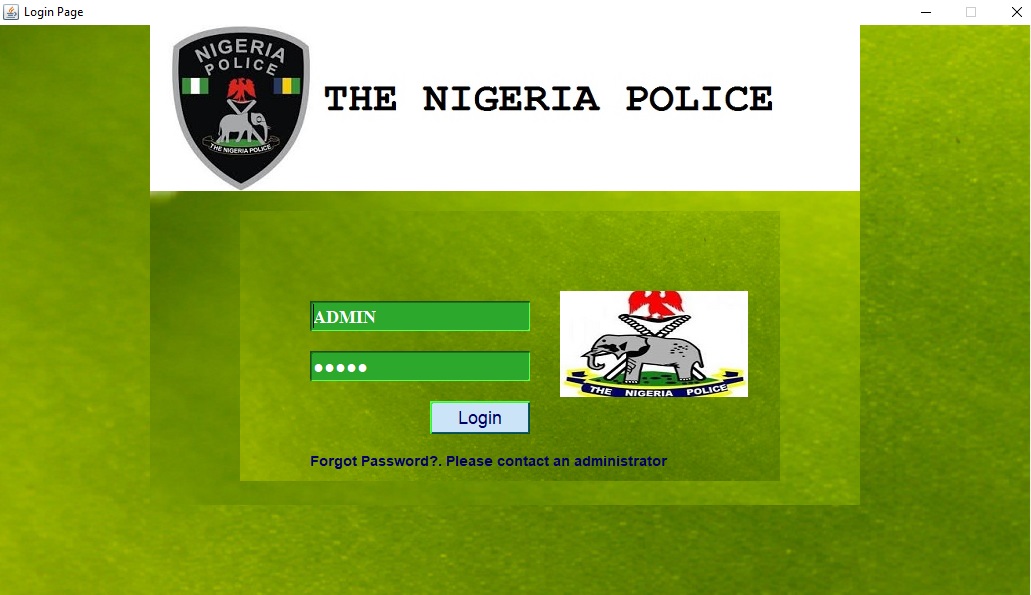 Login Page
NIGERIA
POLICE
THE NIGERIA POLICE
THE NIGERIA POLICE
ADMIN
●●●●●
THE NIGERIA POLICE
Login
Forgot Password?. Please contact an administrator